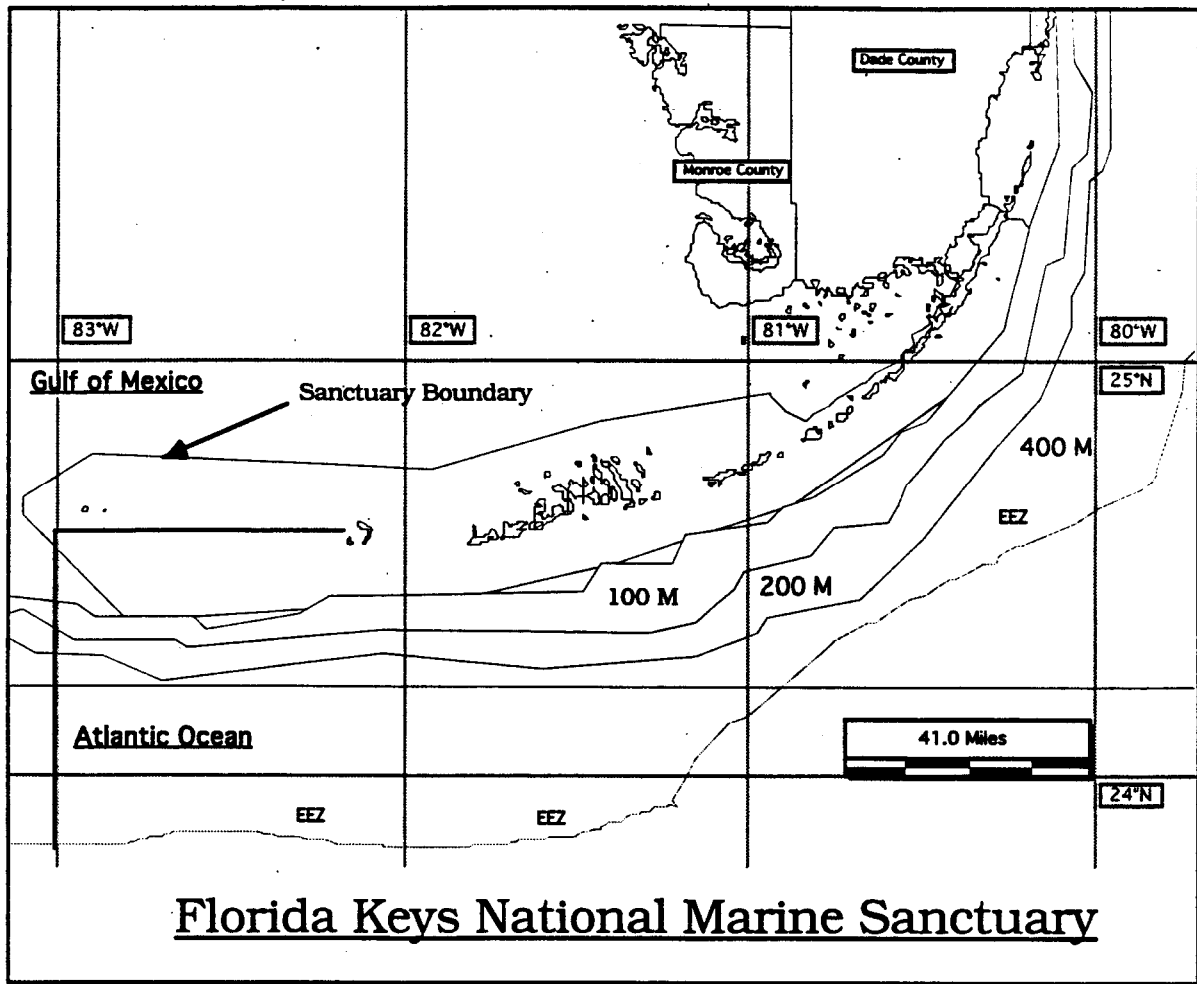 Dade County
Monroe County
83°W
82°W
81°W
80°W
Gulf of Mexico
25°N
Sanctuary Boundary
400 M
EEZ
200 M
100 M
Atlantic Ocean
41.0 Miles
24°N
EEZ
EEZ
Florida Keys National Marine Sanctuary